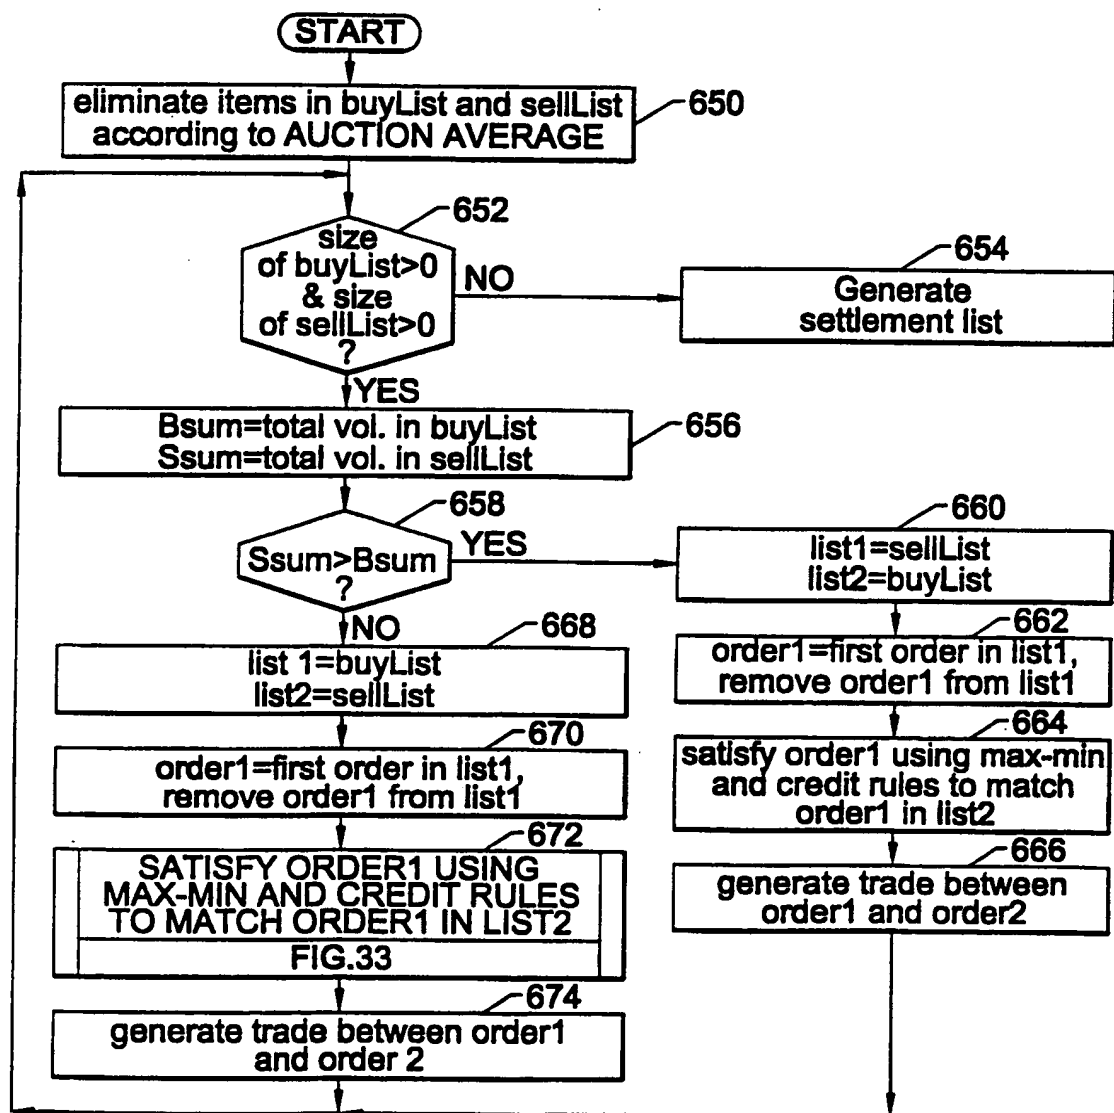 START
eliminate items in buyList and sellList
according to AUCTION AVERAGE
650
652
size
of buyList>0
& size
of sellList>0
?
NO
654
Generate
settlement list
YES
Bsum=total vol. in buyList
Ssum=total vol. in sellList
656
658
Ssum>Bsum
?
YES
660
list1=sellList
list2=buyList
NO
668
list 1=buyList
list2=sellList
662
order1=first order in list1,
remove order1 from list1
670
order1=first order in list1,
remove order1 from list1
664
satisfy order1 using max-min
and credit rules to match
order1 in list2
672
SATISFY ORDER1 USING
MAX-MIN AND CREDIT RULES
TO MATCH ORDER1 IN LIST2
FIG.33
666
generate trade between
order1 and order2
674
generate trade between order1
and order 2